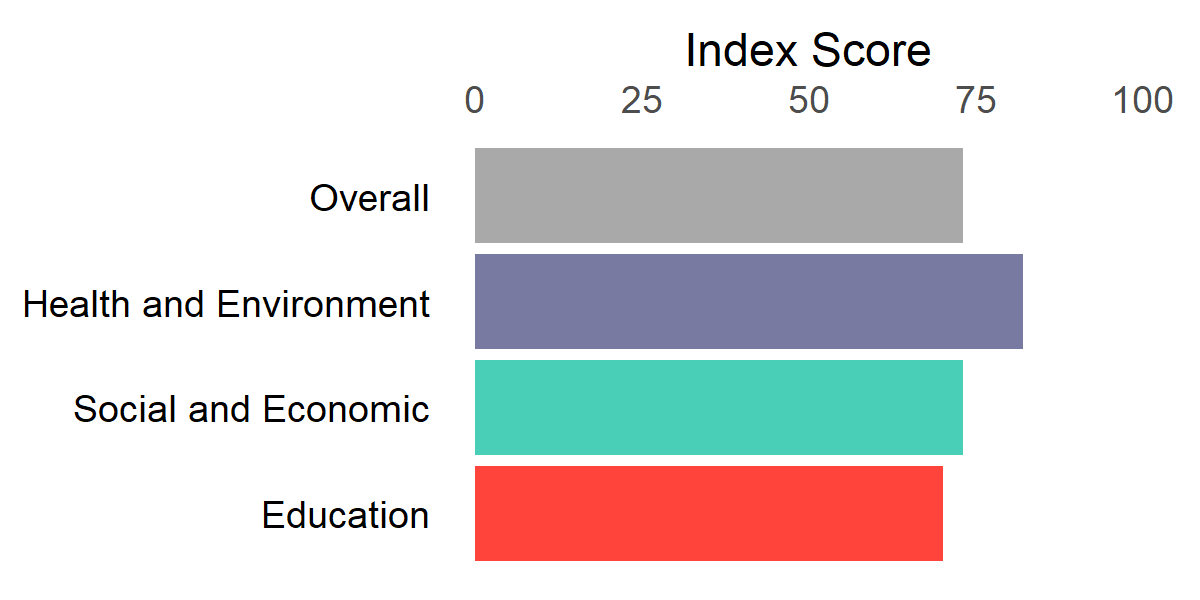 Index Score
0 25 50 75 100
Overall
Health and Environment
Social and Economic
Education